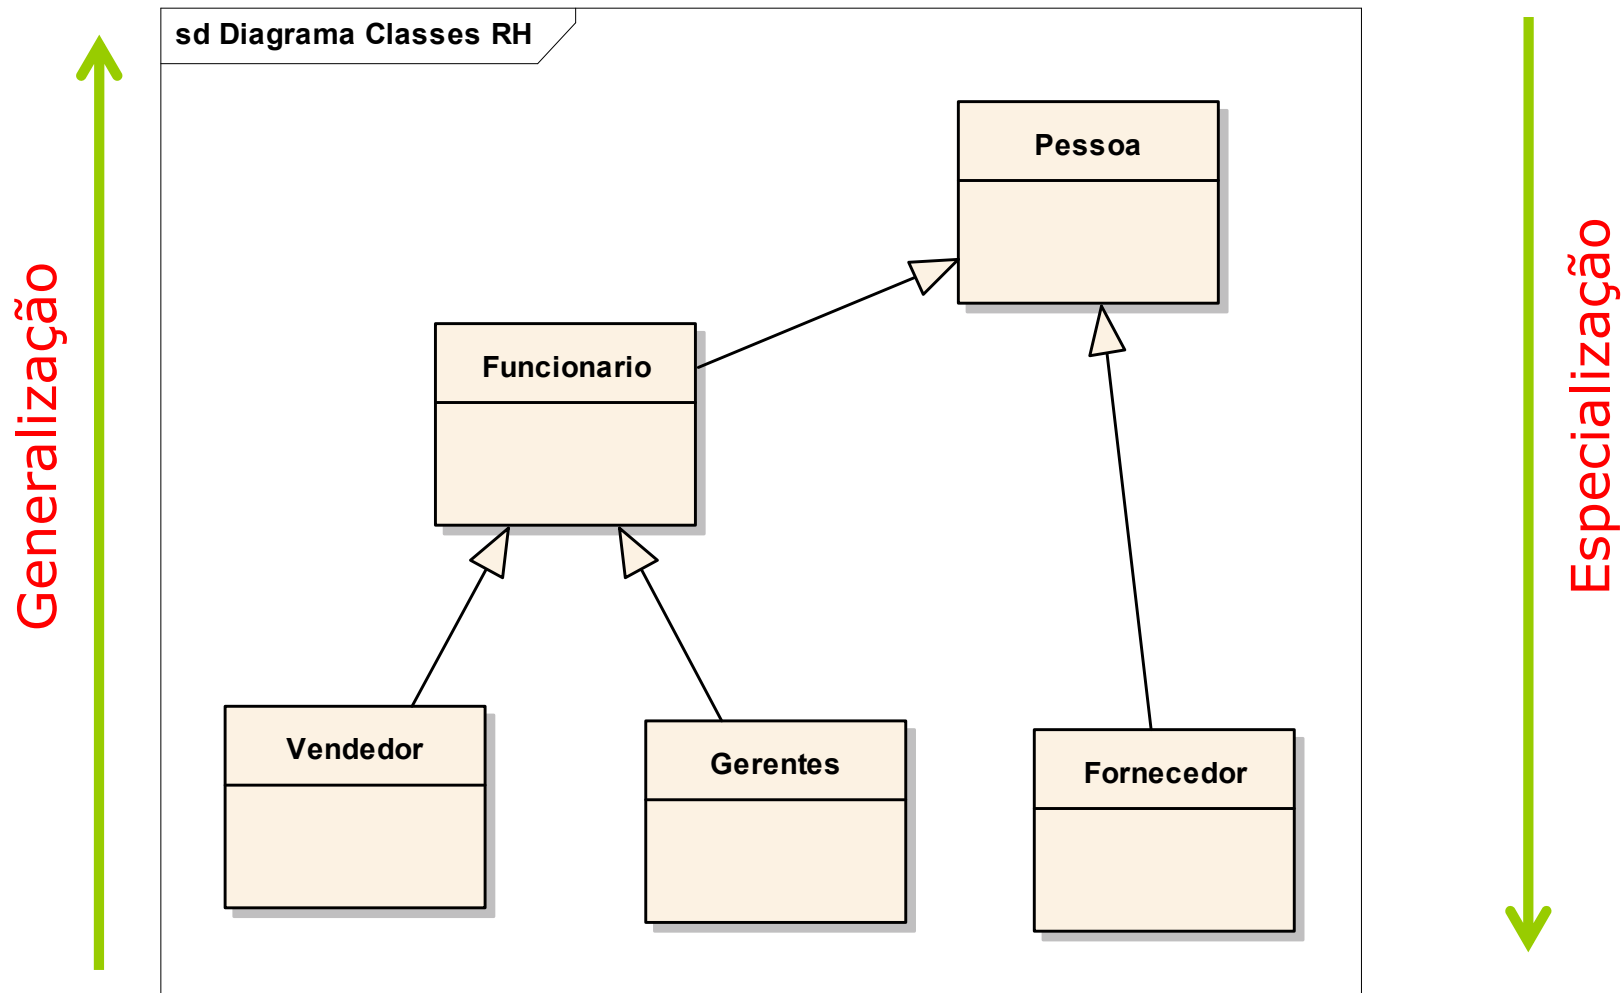 sd Diagrama Classes RH
Generalização
Especialização
Pessoa
Funcionario
Vendedor
Gerentes
Fornecedor